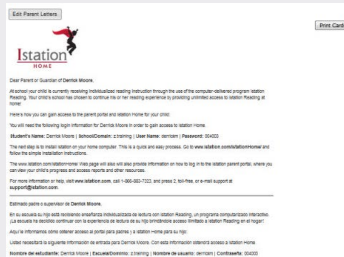 Edit Parent Letters
Print Card
Istation
HOME
Dear Parent or Guardian of Derrick Moore,
At school your child is currently receiving individualized reading instruction through the use of the computer-delivered program Istation
Reading. Your child's school has chosen to continue his or her reading experience by providing unlimited access to Istation Reading at
home!
Here's how you can gain access to the parent portal and Istation Home for your child:
You will need the following login information for Derrick Moore in order to gain access to Istation Home.
Student's Name: Derrick Moore | School/Domain: z.training | User Name: derrickm | Password: 004003
The next step is to install Istation on your home computer. This is a quick and easy process. Go to www.istation.com/istationHome/ and
follow the simple installation instructions.
The www.istation.com/istationHome Web page will also will also provide information on how to log in to the Istation parent portal, where you
can view your child's progress and access reports and other resources.
For more information or help, visit www.istation.com, call 1-866-883-7323, and press 2, toll-free, or e-mail support at
support@istation.com.
Estimado padre o supervisor de Derrick Moore,
En su escuela su hijo está recibiendo enseñanza individualizada de lectura con Istation Reading, un programa computarizado interactivo.
¡La escuela ha decidido continuar con la experiencia de lectura de su hijo brindándole acceso ilimitado a Istation Reading en el hogar!
Aquí la información cómo obtener acceso al portal para padres y a Istation Home para su hijo:
Usted necesitará la siguiente información de entrada para Derrick Moore. Con esta información obtendrá acceso a Istation Home
Nombre del estudiante: Derrick Moore | Escuela/Dominio: z.training | Nombre de usuario: derrickm | Contraseña: 004003